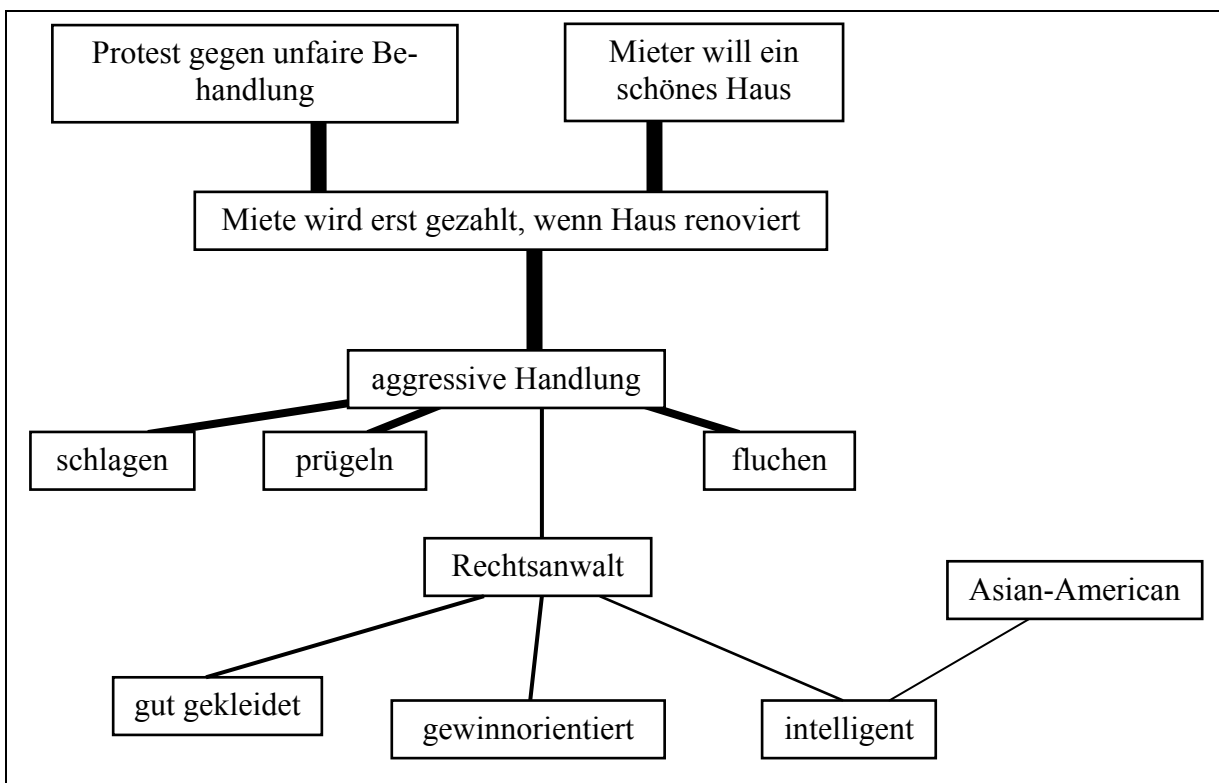 Protest gegen unfaire Be-
handlung
Mieter will ein
schönes Haus
Miete wird erst gezahlt, wenn Haus renoviert
aggressive Handlung
schlagen
prügeln
fluchen
Rechtsanwalt
Asian-American
gut gekleidet
gewinnorientiert
intelligent